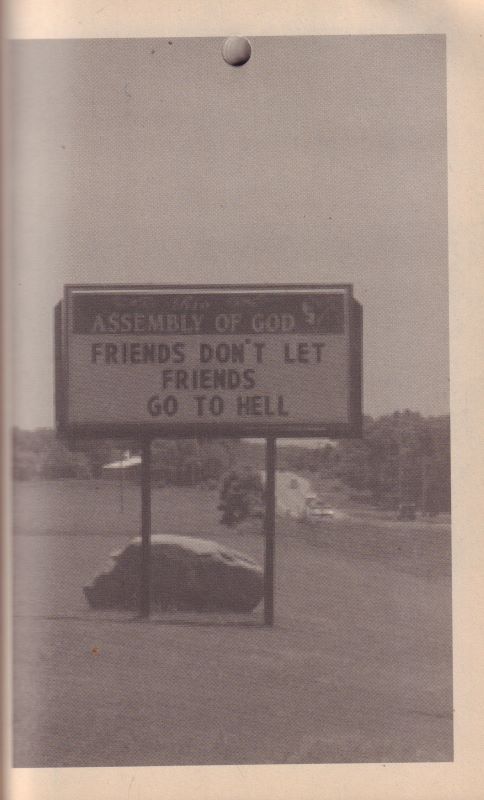 ASSEMBLY OF GOD
FRIENDS DON'T LET
FRIENDS
GO TO HELL